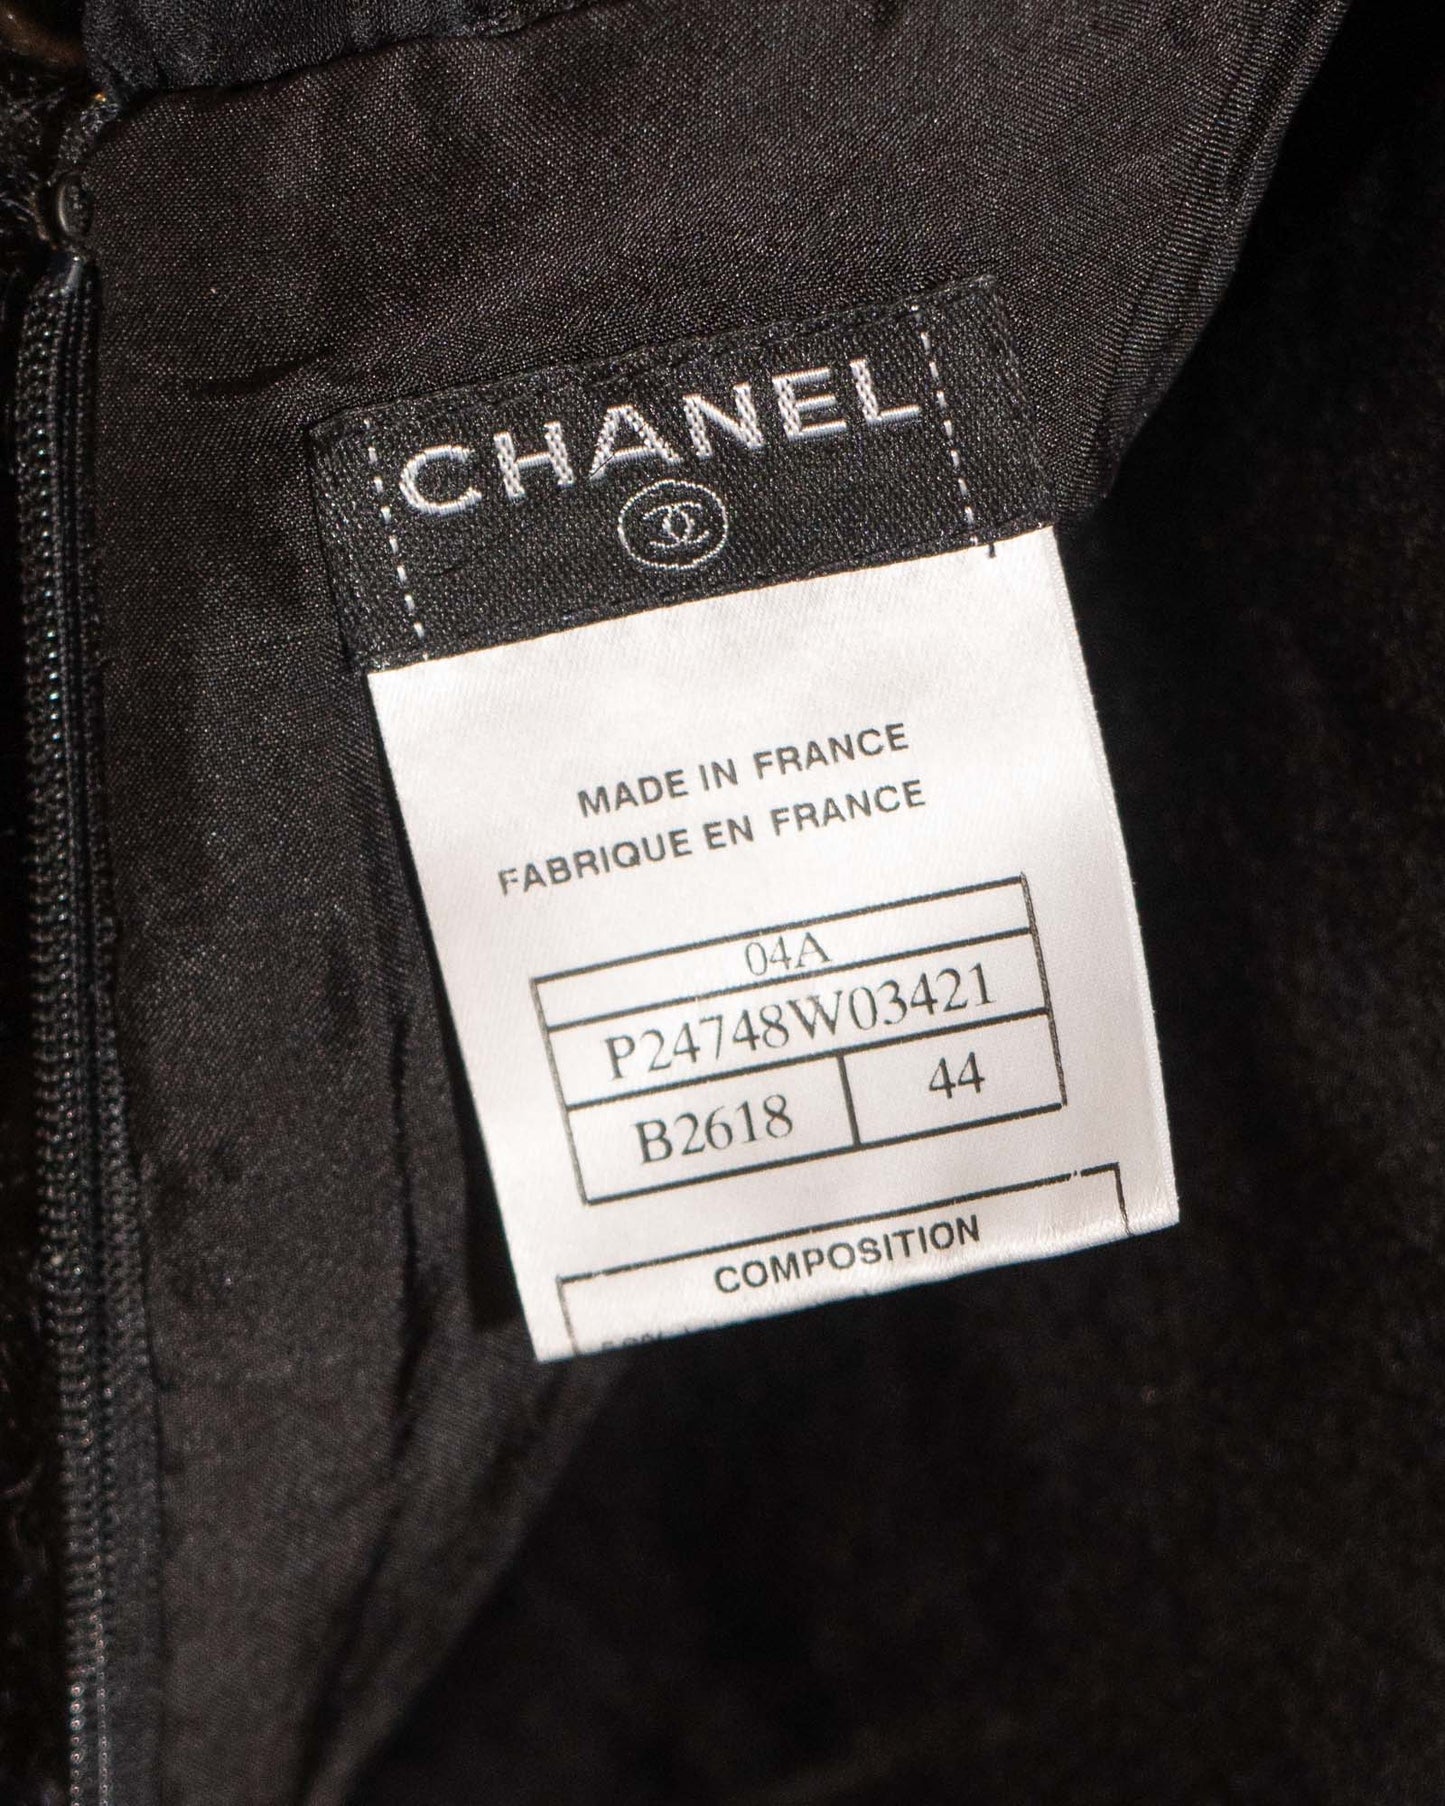 CHANEL
MADE IN FRANCE
FABRIQUE EN FRANCE
04A
P24748W03421
B2618 44
COMPOSITION